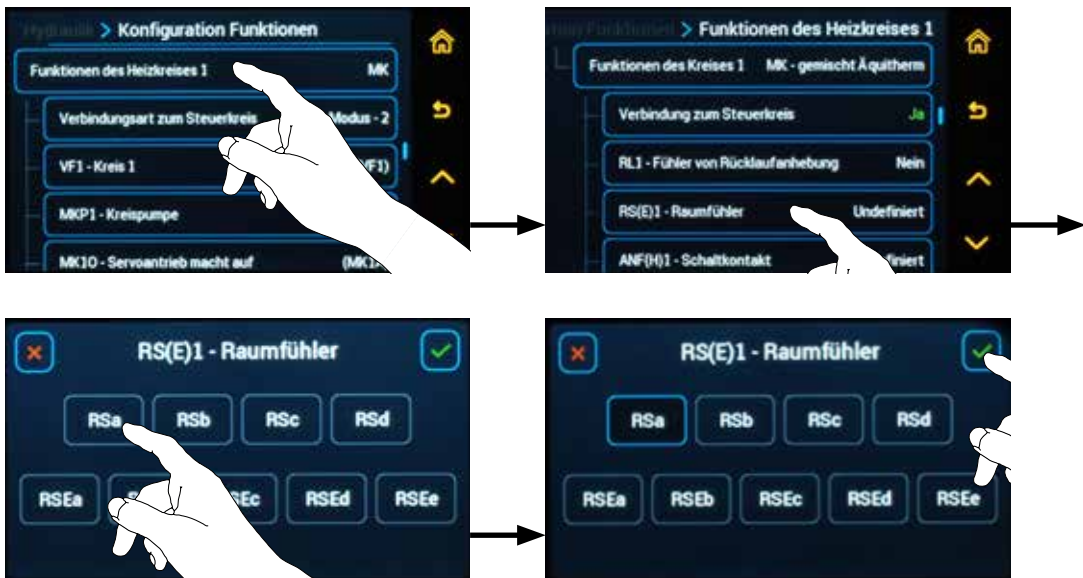 Hydraulik > Konfiguration Funktionen
Funktionen des Heizkreises 1 MK
Verbindungsart zum Steuerkreis Modus - 2
VF1 - Kreis 1
MKP1 - Kreispumpe
MK1O - Servoantrieb macht auf
> Funktionen des Heizkreises 1
Funktionen des Kreises 1 MK - gemischt Äquitherm
Verbindung zum Steuerkreis Ja
RL1 - Fühler von Rücklaufanhebung Nein
RS(E)1 - Raumfühler Undefiniert
ANF(H)1 - Schaltkontakt
RS(E)1 - Raumfühler
RSa RSb RSc RSd
RSEa RSEd RSEe
RS(E)1 - Raumfühler
RSa RSb RSc RSd
RSEa RSEb RSEc RSEd RSEe